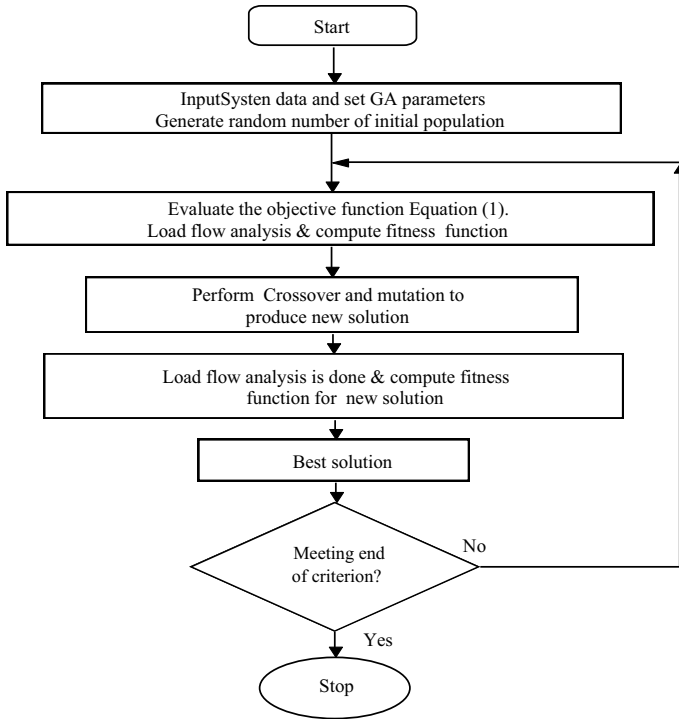 Start
InputSysten data and set GA parameters
Generate random number of initial population
Evaluate the objective function Equation (1).
Load flow analysis & compute fitness function
Perform Crossover and mutation to
produce new solution
Load flow analysis is done & compute fitness
function for new solution
Best solution
Meeting end
of criterion?
No
Yes
Stop